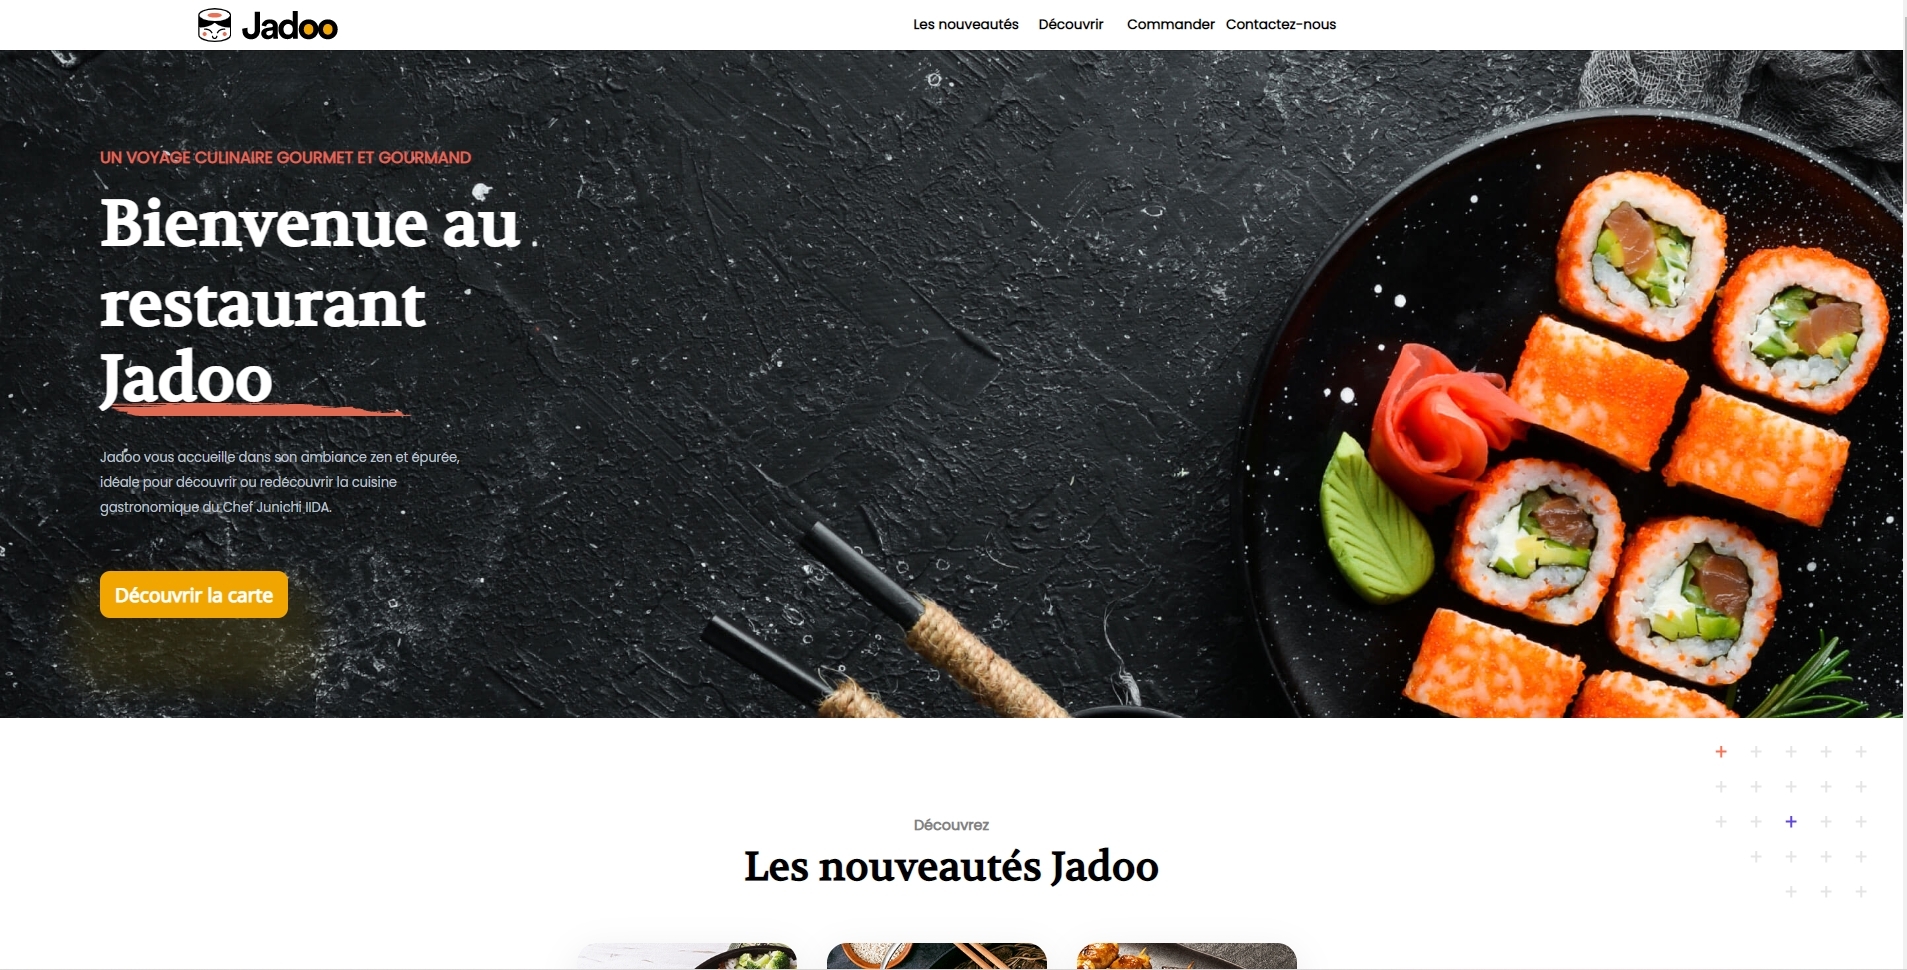 Jadoo
Les nouveautés Découvrir Commander Contactez-nous
UN VOYAGE CULINAIRE GOURMET ET GOURMAND
Bienvenue au
restaurant
Jadoo
Jadoo vous accueille dans son ambiance zen et épurée,
idéale pour découvrir ou redécouvrir la cuisine
gastronomique du Chef Junichi IIDA.
Découvrir la carte
Découvrez
Les nouveautés Jadoo